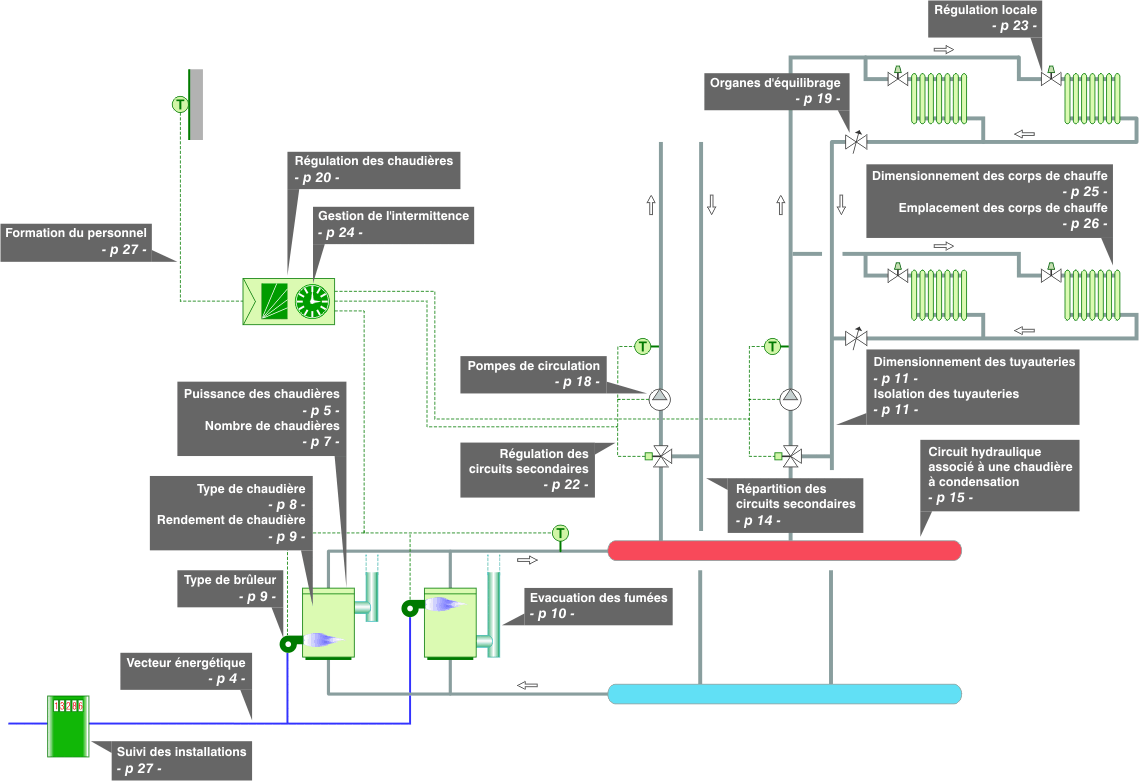 Régulation locale
- p 23 -
Organes d'équilibrage
- p 19 -
T
Régulation des chaudières
- p 20 -
Dimensionnement des corps de chauffe
- p 25 -
Emplacement des corps de chauffe
- p 26 -
Gestion de l'intermittence
- p 24 -
Formation du personnel
- p 27 -
T
T
Pompes de circulation
- p 18 -
Dimensionnement des tuyauteries
- p 11 -
Isolation des tuyauteries
- p 11 -
Puissance des chaudières
- p 5 -
Nombre de chaudières
- p 7 -
Régulation des
circuits secondaires
- p 22 -
Circuit hydraulique
associé à une chaudière
à condensation
- p 15 -
Type de chaudière
- p 8 -
Rendement de chaudière
- p 9 -
Répartition des
circuits secondaires
- p 14 -
T
Type de brûleur
- p 9 -
Evacuation des fumées
- p 10 -
Vecteur énergétique
- p 4 -
Suivi des installations
- p 27 -